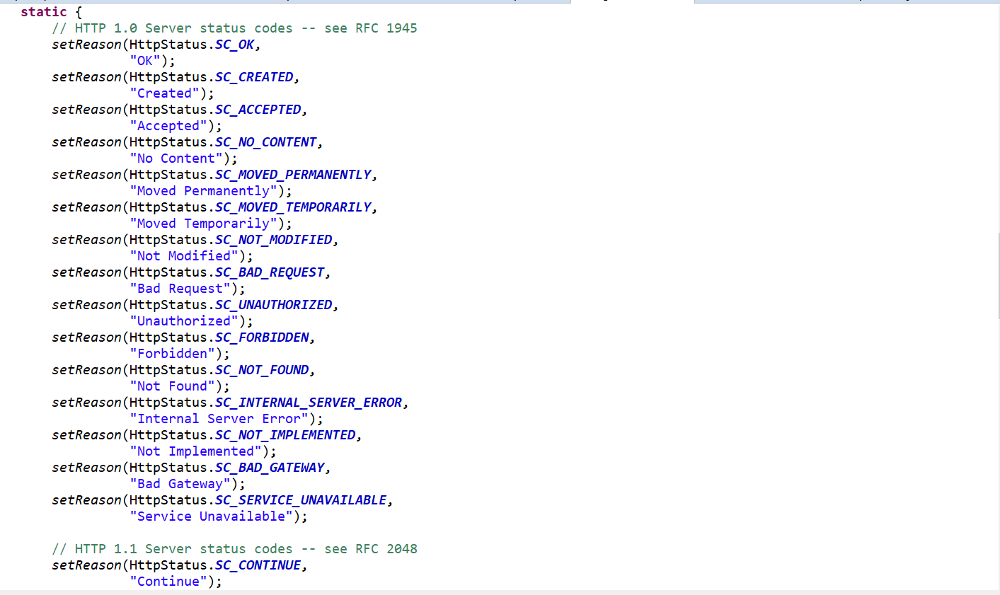 static {
// HTTP 1.0 Server status codes -- see RFC 1945
setReason(HttpStatus.SC_OK,
"OK");
setReason(HttpStatus.SC_CREATED,
"Created");
setReason(HttpStatus.SC_ACCEPTED,
"Accepted");
setReason(HttpStatus.SC_NO_CONTENT,
"No Content");
setReason(HttpStatus.SC_MOVED_PERMANENTLY,
"Moved Permanently");
setReason(HttpStatus.SC_MOVED_TEMPORARILY,
"Moved Temporarily");
setReason(HttpStatus.SC_NOT_MODIFIED,
"Not Modified");
setReason(HttpStatus.SC_BAD_REQUEST,
"Bad Request");
setReason(HttpStatus.SC_UNAUTHORIZED,
"Unauthorized");
setReason(HttpStatus.SC_FORBIDDEN,
"Forbidden");
setReason(HttpStatus.SC_NOT_FOUND,
"Not Found");
setReason(HttpStatus.SC_INTERNAL_SERVER_ERROR,
"Internal Server Error");
setReason(HttpStatus.SC_NOT_IMPLEMENTED,
"Not Implemented");
setReason(HttpStatus.SC_BAD_GATEWAY,
"Bad Gateway");
setReason(HttpStatus.SC_SERVICE_UNAVAILABLE,
"Service Unavailable");
// HTTP 1.1 Server status codes -- see RFC 2048
setReason(HttpStatus.SC_CONTINUE,
"Continue");